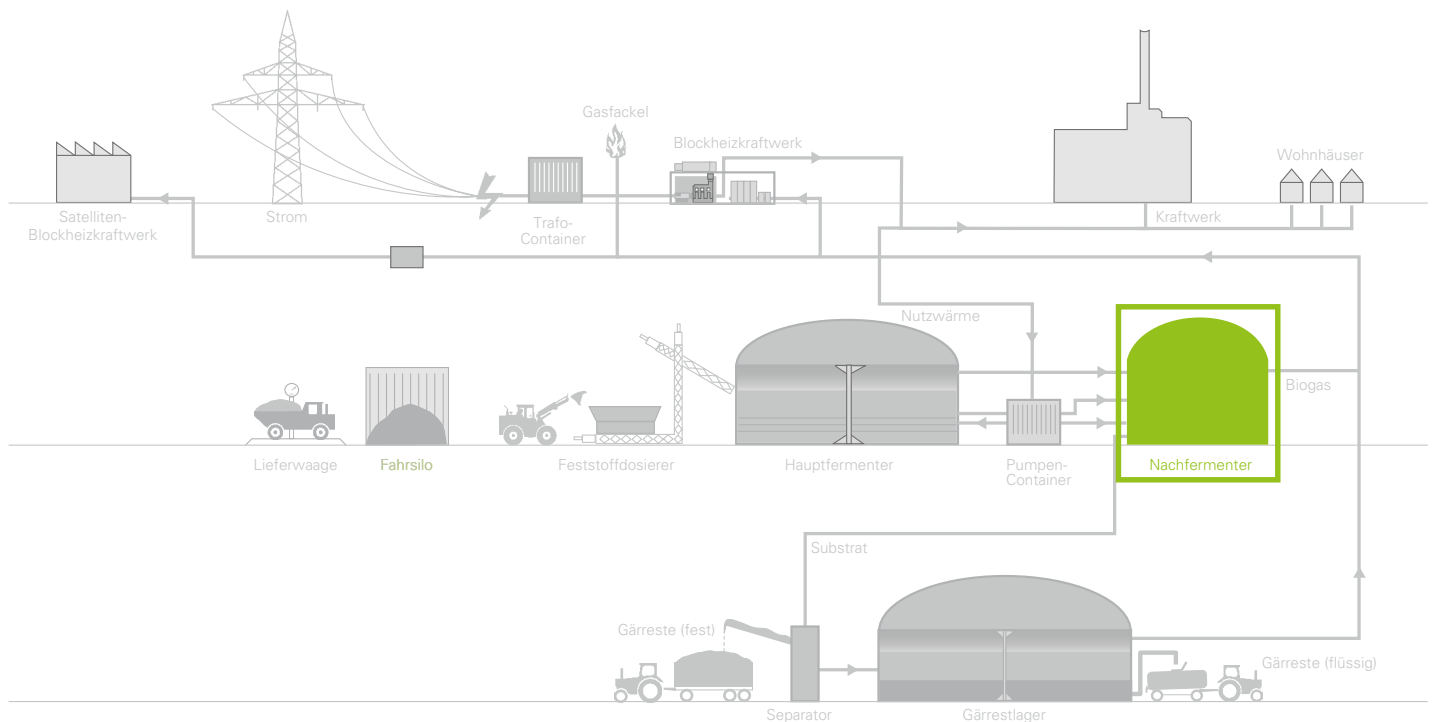 Gasfackel
Blockheizkraftwerk
Wohnhäuser
Satelliten-
Blockheizkraftwerk
Strom
Trafo-
Container
Kraftwerk
Nutzwärme
Biogas
Lieferwaage
Fahrsilo
Feststoffdosierer
Hauptfermenter
Pumpen-
Container
Nachfermenter
Substrat
Gärreste (fest)
Gärreste (flüssig)
Separator
Gärrestlager